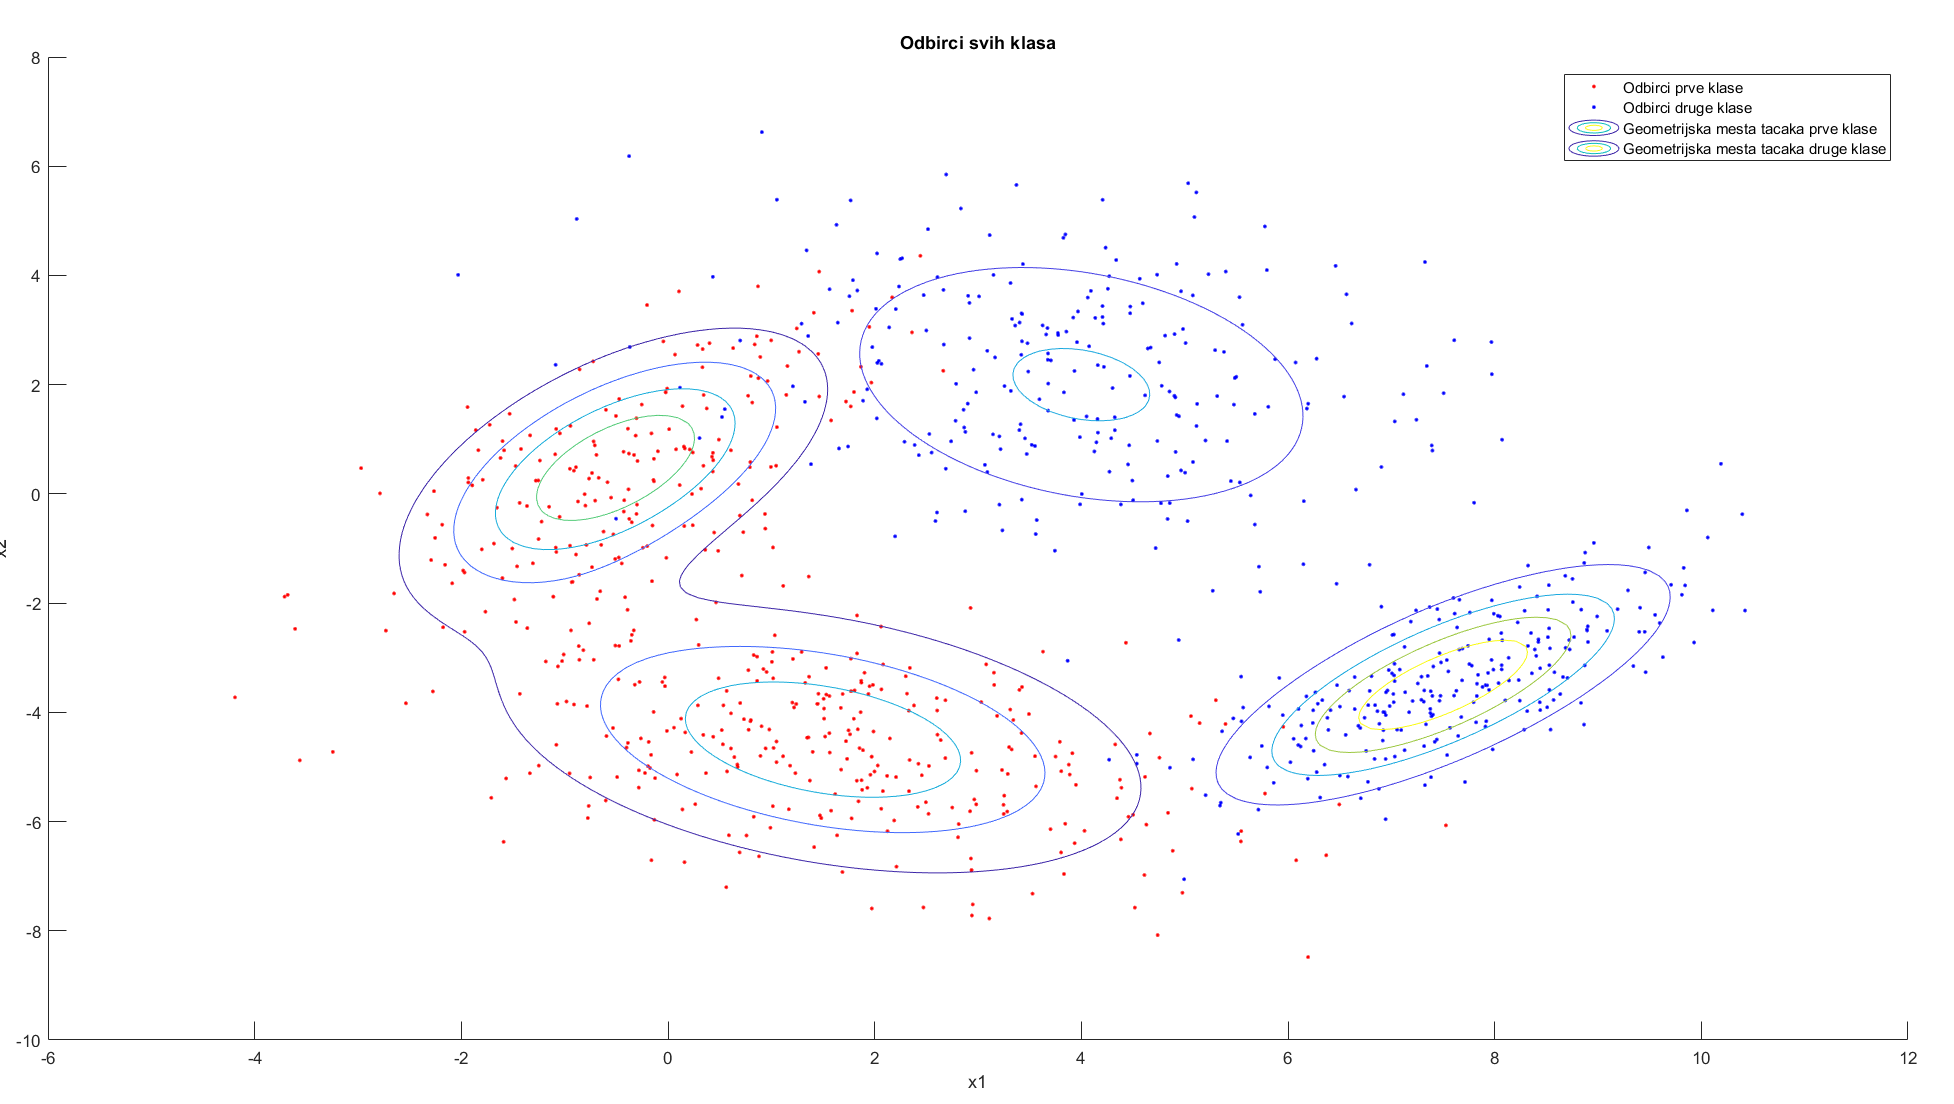 Odbirci svih klasa
Odbirci prve klase
Odbirci druge klase
Geometrijska mesta tacaka prve klase
Geometrijska mesta tacaka druge klase
8
6
4
2
0
-2
-4
-6
-8
-10
x2
-6 -4 -2 0 2 4 6 8 10 12
x1